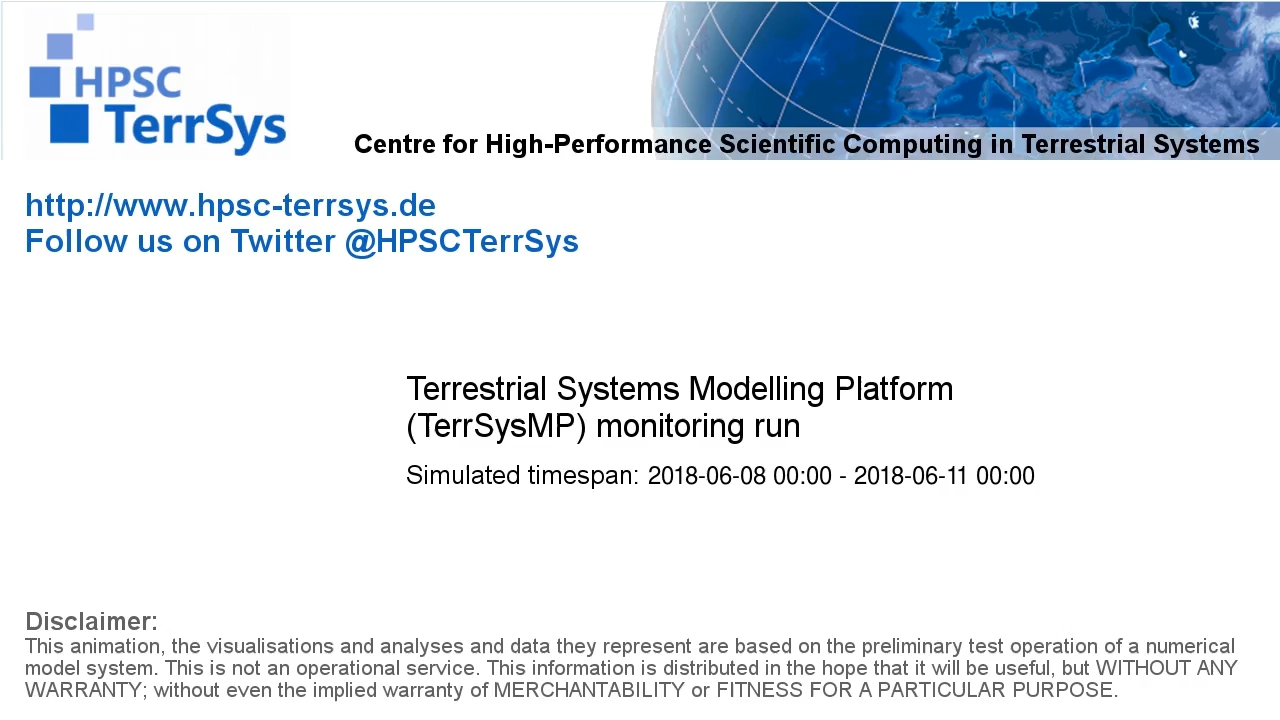 HPSC
TerrSys
Centre for High-Performance Scientific Computing in Terrestrial Systems
http://www.hpsc-terrsys.de
Follow us on Twitter @HPSCTerrSys
Terrestrial Systems Modelling Platform
(TerrSysMP) monitoring run
Simulated timespan: 2018-06-08 00:00 - 2018-06-11 00:00
Disclaimer:
This animation, the visualisations and analyses and data they represent are based on the preliminary test operation of a numerical
model system. This is not an operational service. This information is distributed in the hope that it will be useful, but WITHOUT ANY
WARRANTY; without even the implied warranty of MERCHANTABILITY or FITNESS FOR A PARTICULAR PURPOSE.